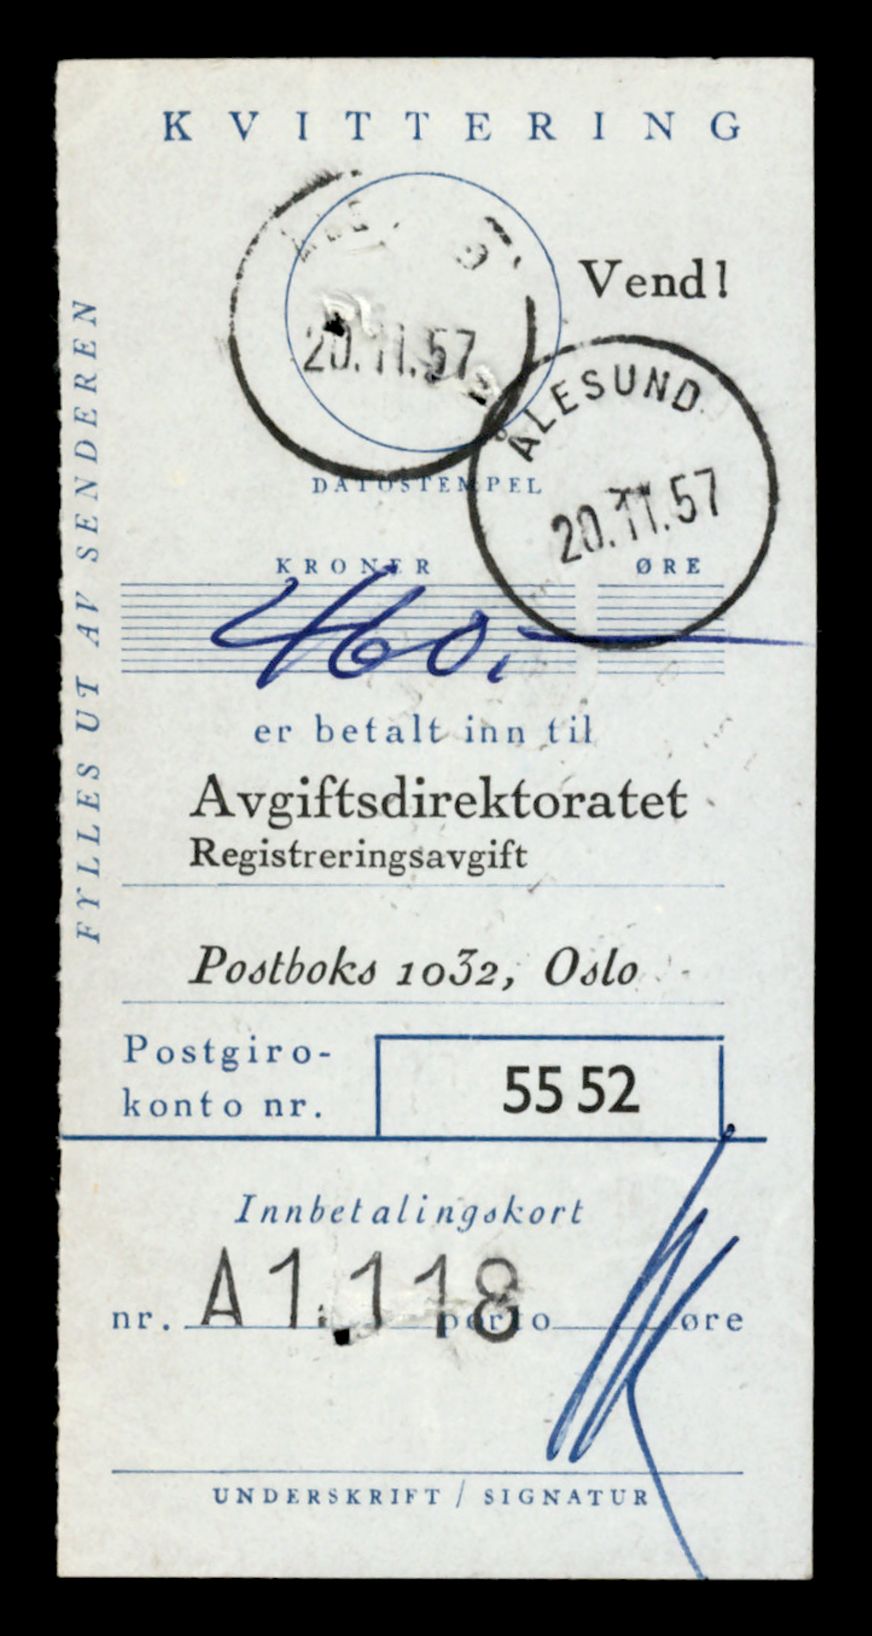 KVITTERING
Vend!
20.11.57
ÅLESUND
20.11.57
DATOSTEMPEL
FYLLES UT AV SENDEREN
KRONER ØRE
460,-
er betalt inn til
Avgiftsdirektoratet
Registreringsavgift
Postboks 1032, Oslo
Postgiro-
konto nr.
55 52
Innbetalingskort
nr. A1.118 porto øre
UNDERSKRIFT / SIGNATUR